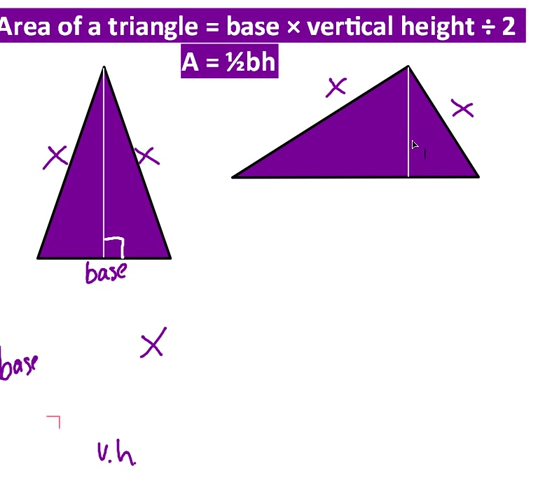 Area of a triangle = base × vertical height ÷ 2
A = ½bh
base
base
v.h.